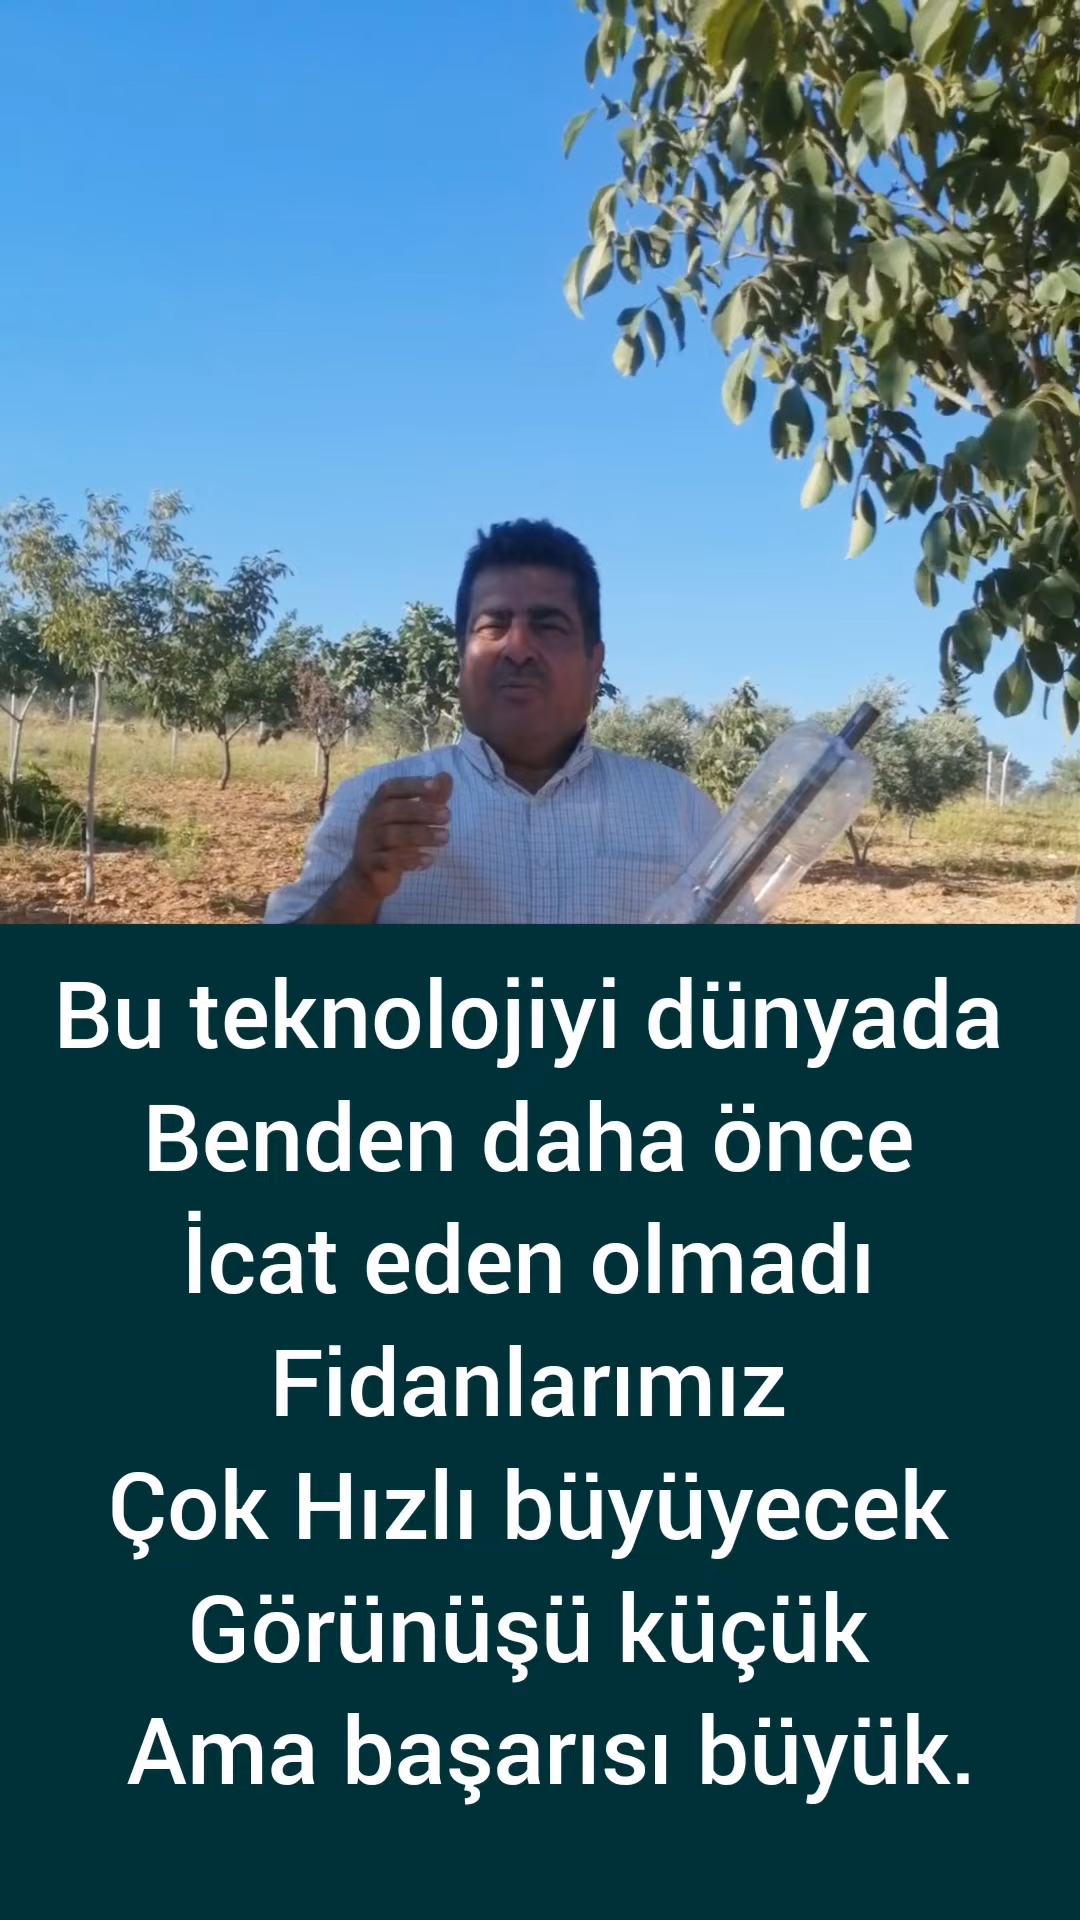 Bu teknolojiyi dünyada
Benden daha önce
İcat eden olmadı
Fidanlarımız
Çok Hızlı büyüyecek
Görünüşü küçük
Ama başarısı büyük.